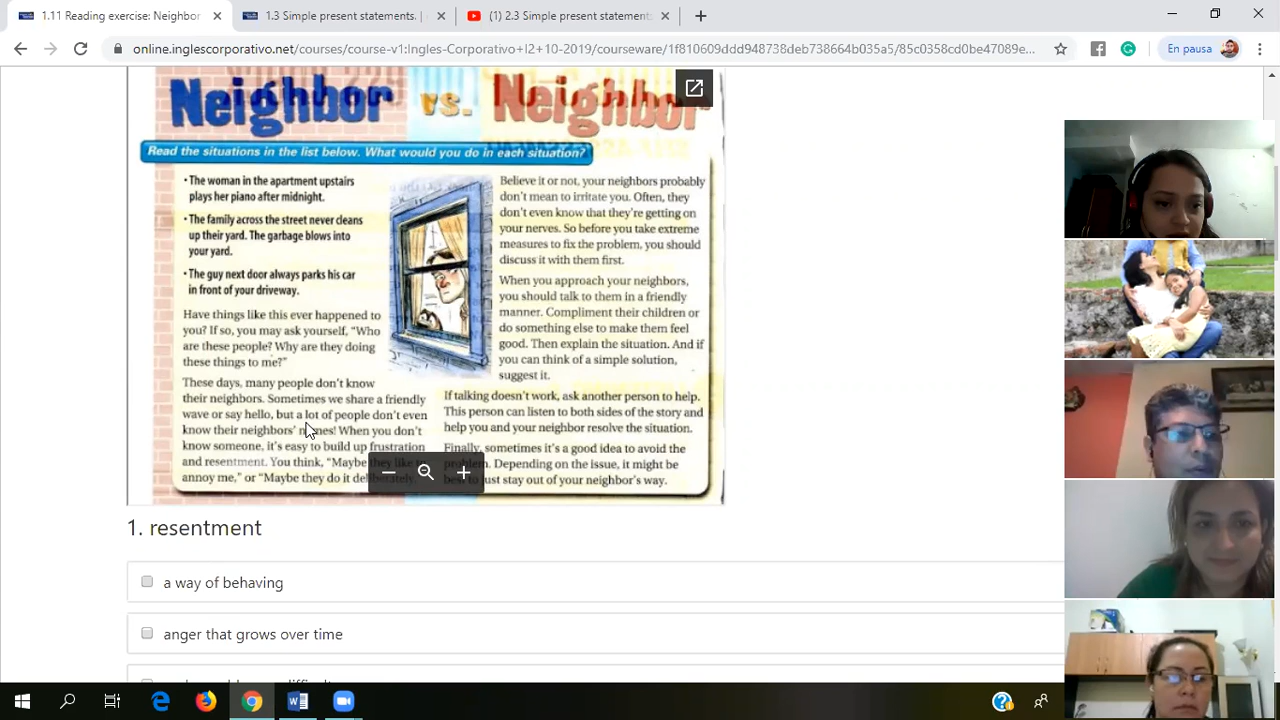 1.11 Reading exercise: Neighbor
1.3 Simple present statements. |
(1) 2.3 Simple present statement
online.inglescorporativo.net/courses/course-v1:Ingles-Corporativo+I2+10-2019/courseware/1f810609ddd948738deb738664b035a5/85c0358cd0be47089e...
En pausa
Neighbor vs. Neighbor
Read the situations in the list below. What would you do in each situation?
• The woman in the apartment upstairs
plays her piano after midnight.
• The family across the street never cleans
up their yard. The garbage blows into
your yard.
• The guy next door always parks his car
in front of your driveway.
Have things like this ever happened to
you? If so, you may ask yourself, “Who
are these people? Why are they doing
these things to me?”
These days, many people don’t know
their neighbors. Sometimes we share a friendly
wave or say hello, but a lot of people don’t even
know their neighbors’ names! When you don’t
know someone, it’s easy to build up frustration
and resentment. You think, “Maybe they like to
annoy me,” or “Maybe they do it deliberately.
Believe it or not, your neighbors probably
don’t mean to irritate you. Often, they
don’t even know that they’re getting on
your nerves. So before you take extreme
measures to fix the problem, you should
discuss it with them first.
When you approach your neighbors,
you should talk to them in a friendly
manner. Compliment their children or
do something else to make them feel
good. Then explain the situation. And if
you can think of a simple solution,
suggest it.
If talking doesn’t work, ask another person to help.
This person can listen to both sides of the story and
help you and your neighbor resolve the situation.
Finally, sometimes it’s a good idea to avoid the
problem. Depending on the issue, it might be
best to just stay out of your neighbor’s way.
1. resentment
a way of behaving
anger that grows over time